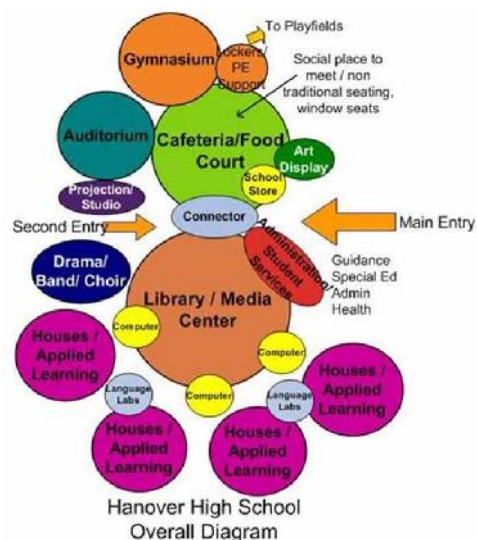 To Playfields
Gymnasium
Lockers/
PE
Support
Social place to
meet / non
traditional seating,
window seats
Auditorium
Cafeteria/Food
Court
Art
Display
School
Store
Projection/
Studio
Connector
Second Entry
Main Entry
Administration/
Student
Services
Guidance
Special Ed
Admin
Health
Drama/
Band/ Choir
Library / Media
Center
Computer
Computer
Computer
Houses /
Applied
Learning
Houses /
Applied
Learning
Language
Labs
Language
Labs
Houses /
Applied
Learning
Houses /
Applied
Learning
Hanover High School
Overall Diagram